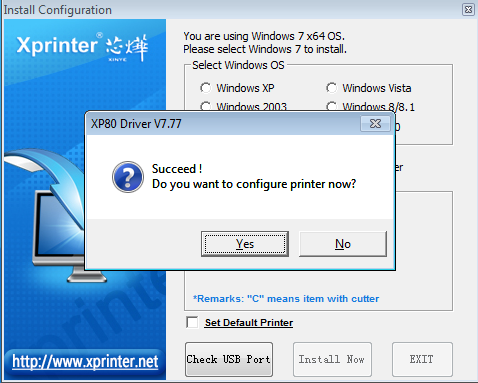 Install Configuration
Xprinter® 芯烨
XINYE
You are using Windows 7 x64 OS.
Please select Windows 7 to install.
Select Windows OS
Windows XP
Windows Vista
Windows 2003
Windows 8/8.1
0
XP80 Driver V7.77
Succeed !
Do you want to configure printer now?
Yes
No
*Remarks: "C" means item with cutter
Set Default Printer
Xprinter
http://www.xprinter.net
Check USB Port
Install Now
EXIT